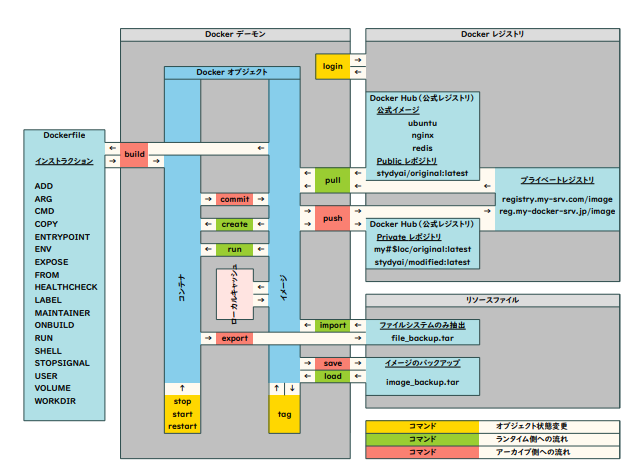 Docker デーモン
Docker レジストリ
login
Docker オブジェクト
Docker Hub（公式レジストリ）
公式イメージ
ubuntu
nginx
redis
Public レポジトリ
stydyai/original:latest
Dockerfile
インストラクション
ADD
ARG
CMD
COPY
ENTRYPOINT
ENV
EXPOSE
FROM
HEALTHCHECK
LABEL
MAINTAINER
ONBUILD
RUN
SHELL
STOPSIGNAL
USER
VOLUME
WORKDIR
← build ←
→ →
pull
プライベートレジストリ
registry.my-srv.com/image
reg.my-docker-srv.jp/image
→ commit →
push
← create ←
← run ←
Docker Hub（公式レジストリ）
Private レポジトリ
my#$loc/original:latest
stydyai/modified:latest
コンテナ
ローカルキャッシュ
イメージ
リソースファイル
← import ←
ファイルシステムのみ抽出
file_backup.tar
→ export →
→ save →
← load ←
イメージのバックアップ
image_backup.tar
↑
↑ ↓
stop
start
restart
tag
コマンド オブジェクト状態変更
コマンド ランタイム側への流れ
コマンド アーカイブ側への流れ